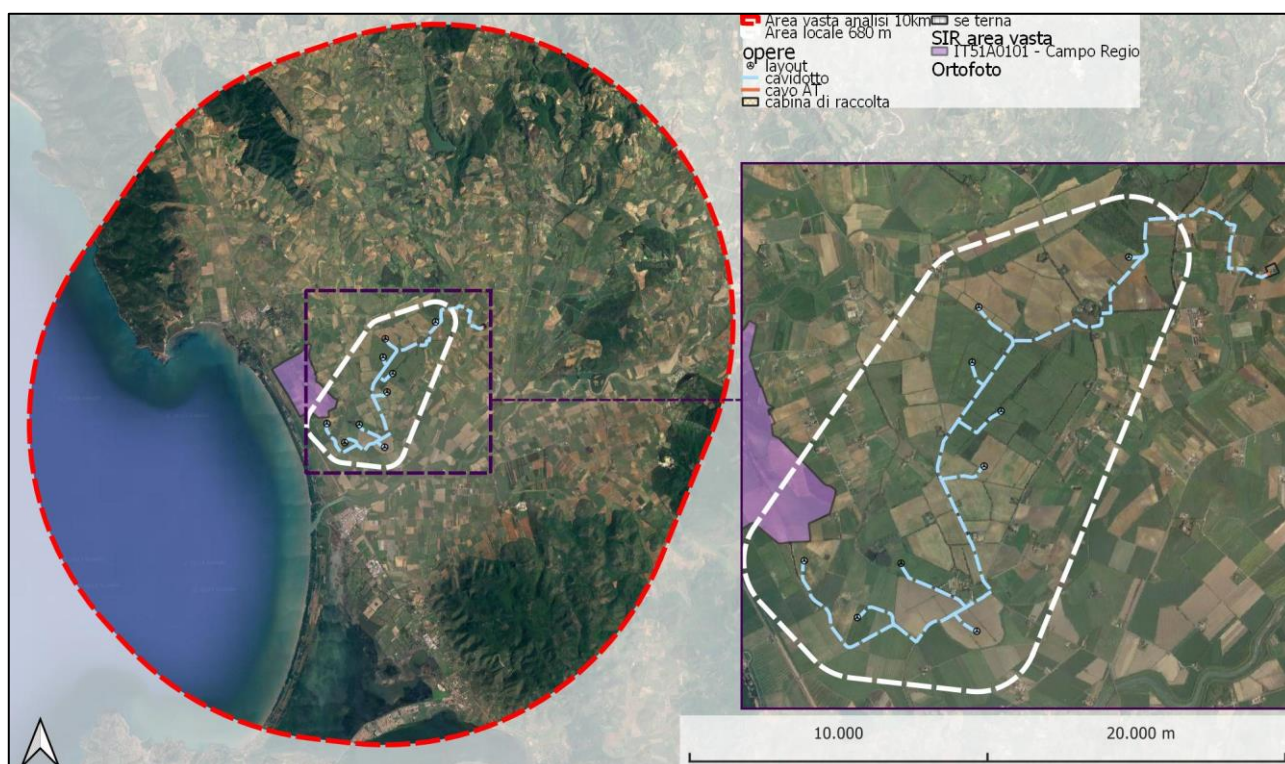 Area vasta analisi 10km
Area locale 680 m
opere
layout
cavidotto
cavo AT
cabina di raccolta
se terna
SIR area vasta
IT51A0101 - Campo Regio
Ortofoto
10.000
20.000 m